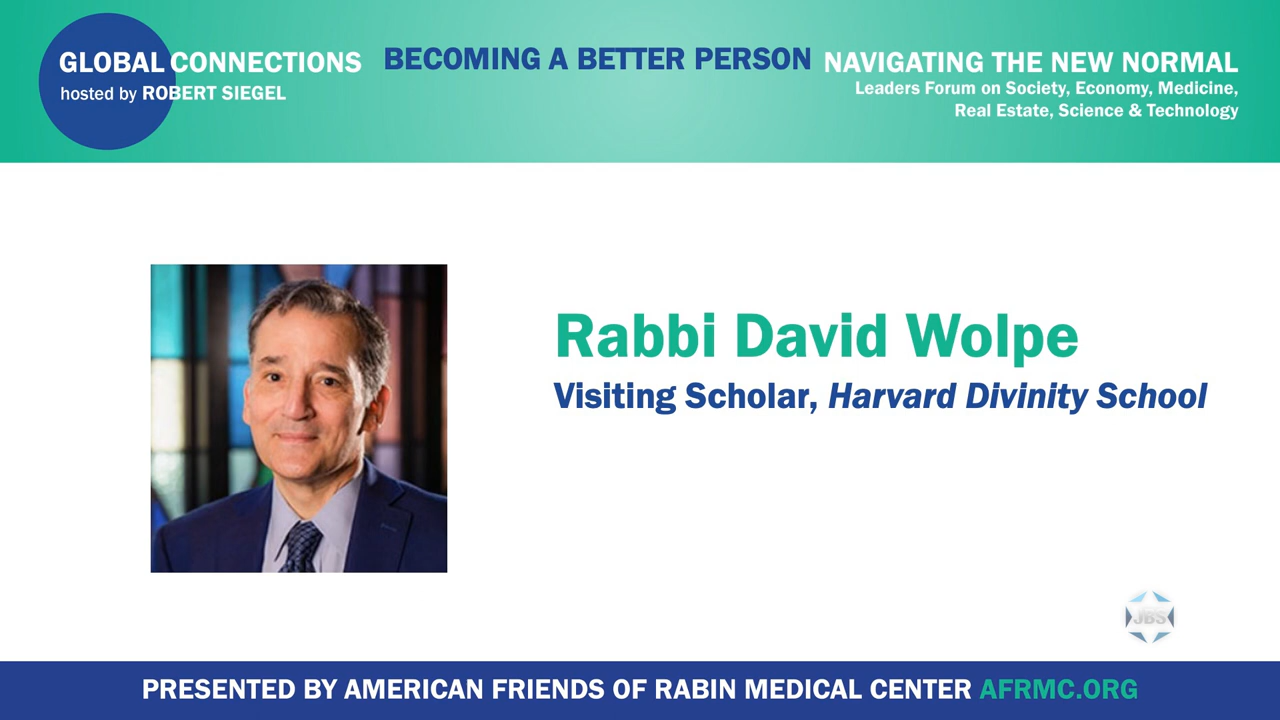 GLOBAL CONNECTIONS
hosted by ROBERT SIEGEL
BECOMING A BETTER PERSON
NAVIGATING THE NEW NORMAL
Leaders Forum on Society, Economy, Medicine,
Real Estate, Science & Technology
Rabbi David Wolpe
Visiting Scholar, Harvard Divinity School
JBS
PRESENTED BY AMERICAN FRIENDS OF RABIN MEDICAL CENTER AFRMC.ORG